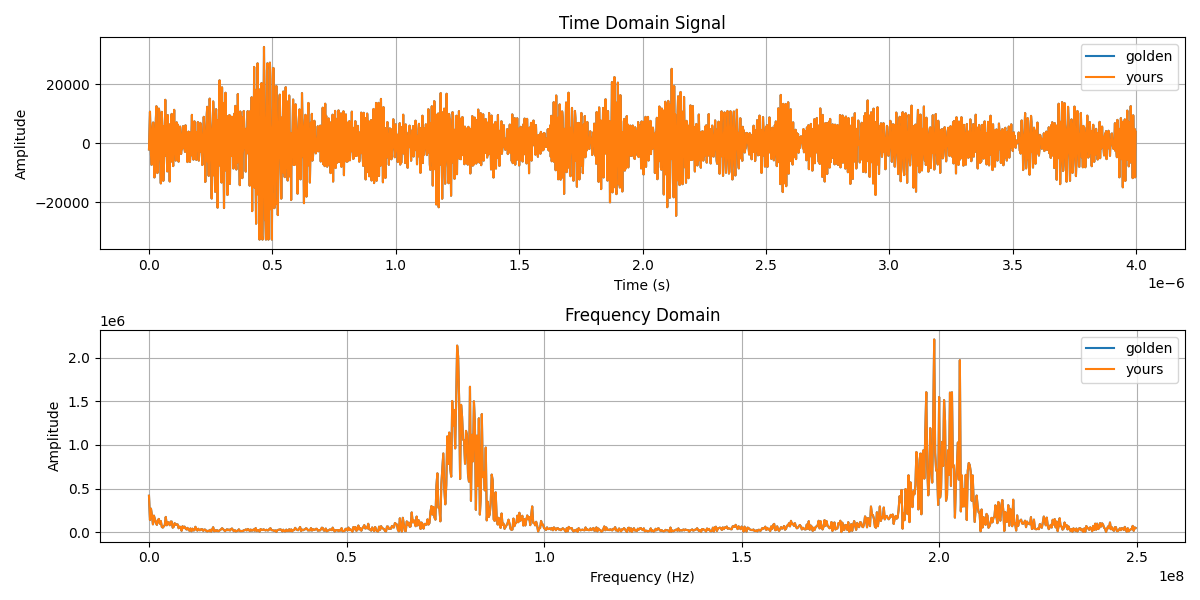 Time Domain Signal
golden
yours
Amplitude
20000
0
−20000
0.0 0.5 1.0 1.5 2.0 2.5 3.0 3.5 4.0
Time (s)
1e−6
Frequency Domain
1e6
golden
yours
Amplitude
2.0
1.5
1.0
0.5
0.0
0.0 0.5 1.0 1.5 2.0 2.5
Frequency (Hz)
1e8